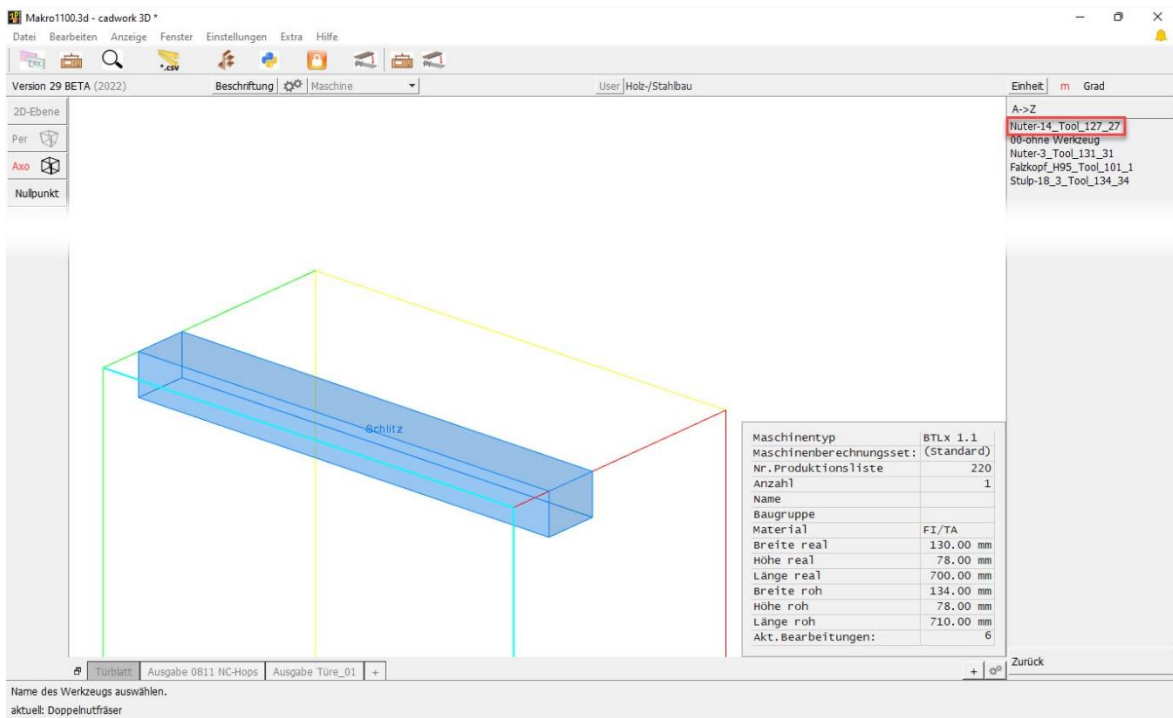 Makro1100.3d - cadwork 3D *
Datei Bearbeiten Anzeige Fenster Einstellungen Extra Hilfe
*.csv
Version 29 BETA (2022) Beschriftung Maschine User Holz-/Stahlbau Einheit m Grad
2D-Ebene
Per
Axo
Nullpunkt
A->Z
Nuter-14_Tool_127_27
00-ohne Werkzeug
Nuter-3_Tool_131_31
Falzkopf_H95_Tool_101_1
Stulp-18_3_Tool_134_34
Schlitz
Maschinentyp BTLx 1.1
Maschinenberechnungsset: (Standard)
Nr.Produktionsliste 220
Anzahl 1
Name
Baugruppe
Material FI/TA
Breite real 130.00 mm
Höhe real 78.00 mm
Länge real 700.00 mm
Breite roh 134.00 mm
Höhe roh 78.00 mm
Länge roh 710.00 mm
Akt.Bearbeitungen: 6
Türblatt Ausgabe 0811 NC-Hops Ausgabe Türe_01 + +
Zurück
Name des Werkzeugs auswählen.
aktuell: Doppelnutfräser